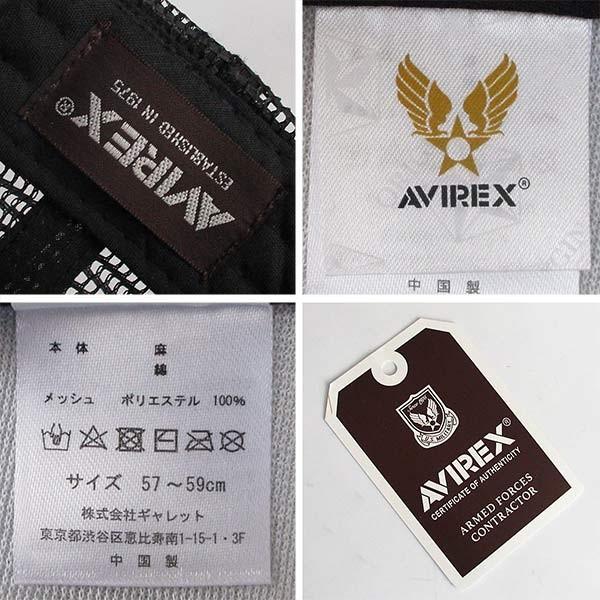 AVIREX®
ESTABLISHED IN 1975
AVIREX®
中国製
本体 麻
綿
メッシュ ポリエステル 100%
サイズ 57〜59cm
株式会社ギャレット
東京都渋谷区恵比寿南1-15-1・3F
中国製
Since 1975
MILITARY
AVIREX®
CERTIFICATE OF AUTHENTICITY
ARMED FORCES
CONTRACTOR